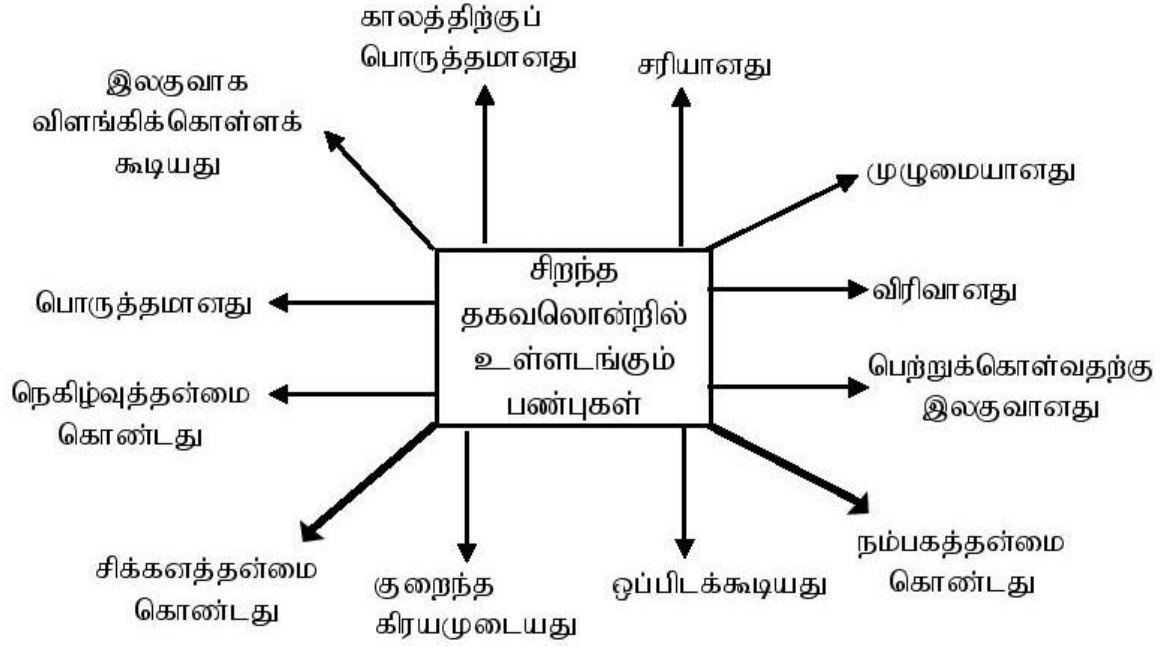 காலத்திற்குப்
பொருத்தமானது
சரியானது
இலகுவாக
விளங்கிக்கொள்ளக்
கூடியது
முழுமையானது
சிறந்த
தகவலொன்றில்
உள்ளடங்கும்
பண்புகள்
விரிவானது
பொருத்தமானது
பெற்றுக்கொள்வதற்கு
இலகுவானது
நெகிழ்வுத்தன்மை
கொண்டது
நம்பகத்தன்மை
கொண்டது
சிக்கனத்தன்மை
கொண்டது
குறைந்த
கிரயமுடையது
ஒப்பிடக்கூடியது